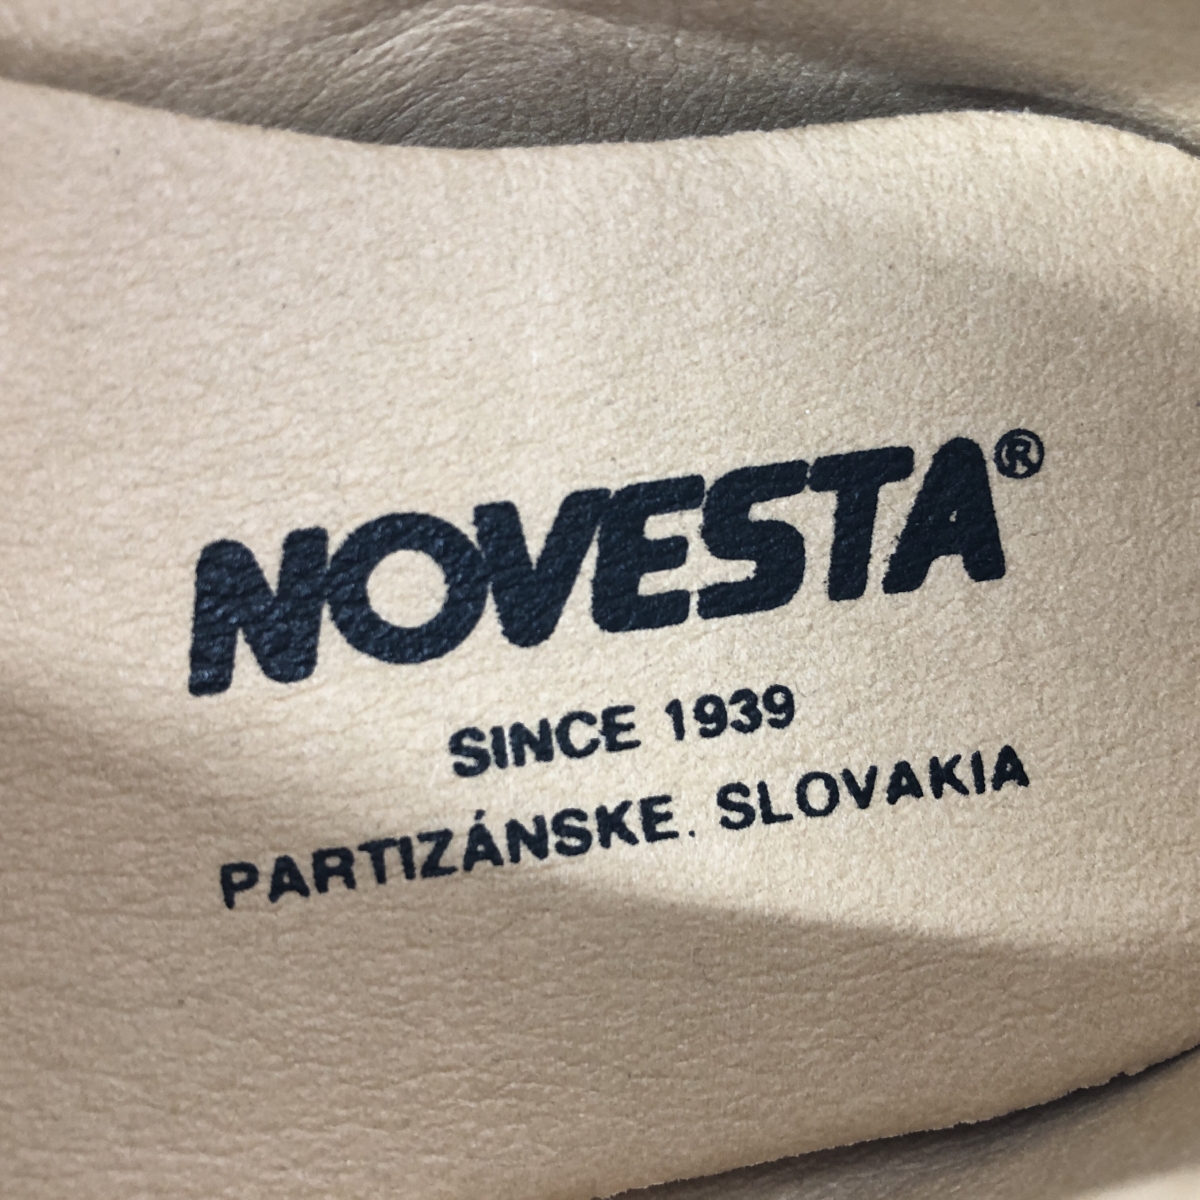 NOVESTA®
SINCE 1939
PARTIZÁNSKE. SLOVAKIA